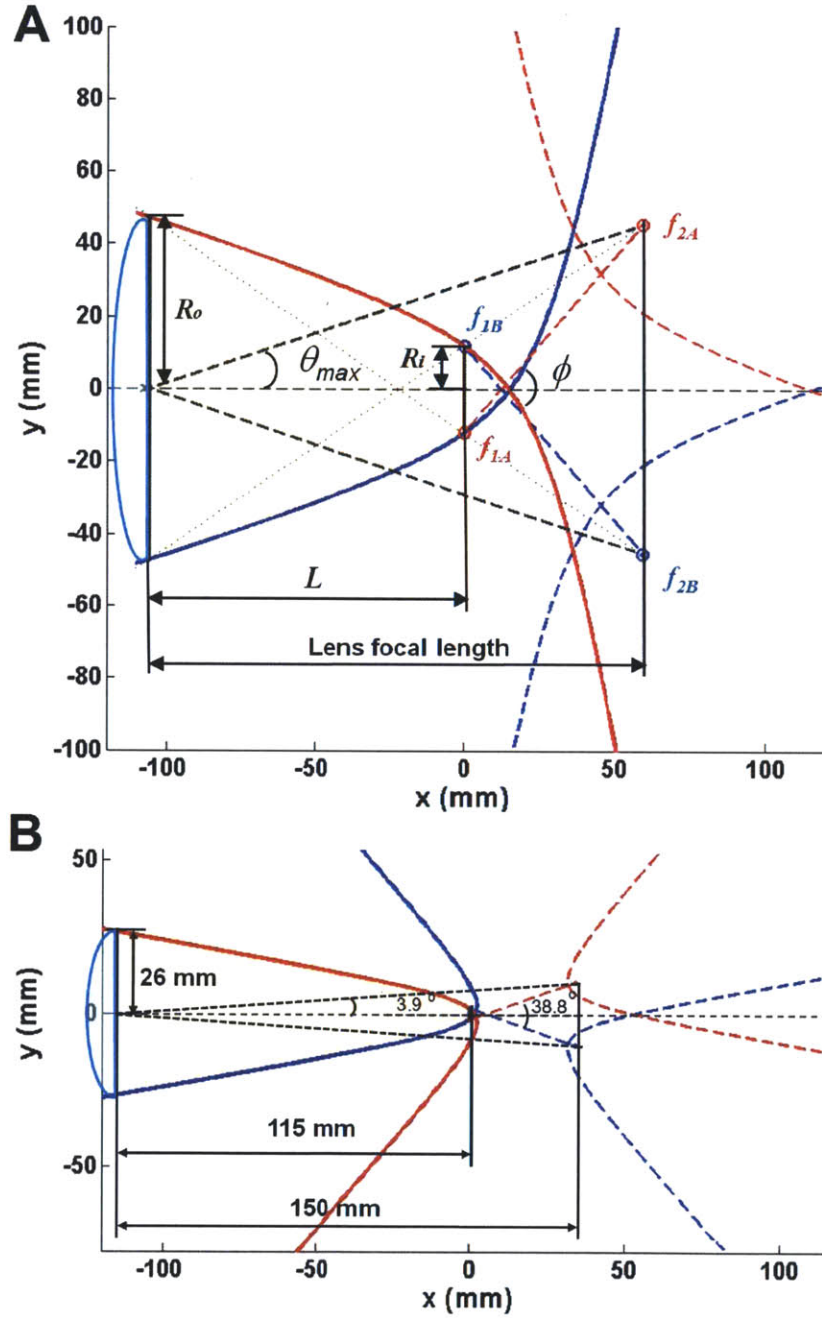 A
100
80
60
40
20
0
-20
-40
-60
-80
-100
y (mm)
Ro
θmax
Ri
f1B
f2A
ϕ
f1A
f2B
L
Lens focal length
-100
-50
0
50
100
x (mm)
B
50
0
-50
y (mm)
26 mm
3.9°
38.8°
115 mm
150 mm
-100
-50
0
50
100
x (mm)